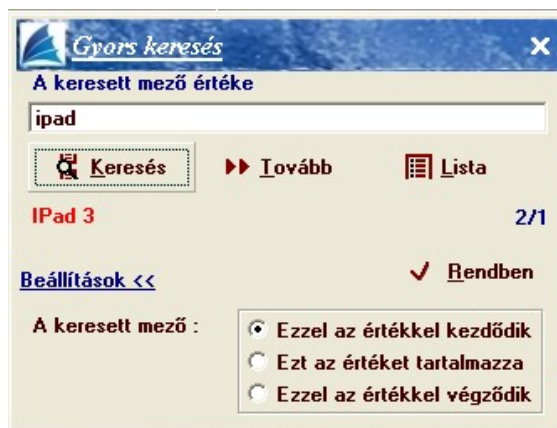 Gyors keresés
A keresett mező értéke
ipad
Keresés Tovább Lista
IPad 3 2/1
Beállítások << Rendben
A keresett mező : Ezzel az értékkel kezdődik
Ezt az értéket tartalmazza
Ezzel az értékkel végződik